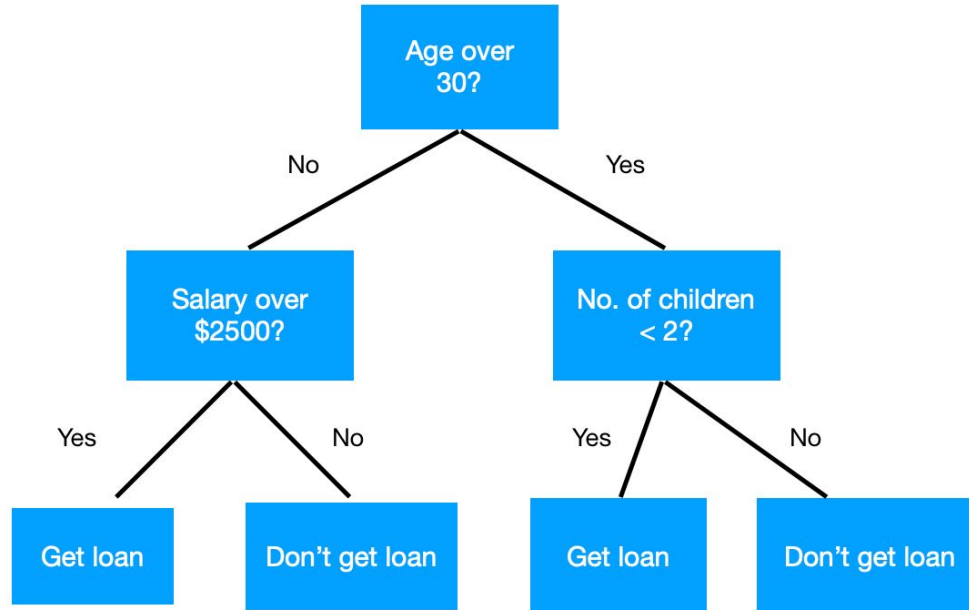 Age over
30?
No
Yes
Salary over
$2500?
No. of children
< 2?
Yes
No
Yes
No
Get loan
Don’t get loan
Get loan
Don’t get loan